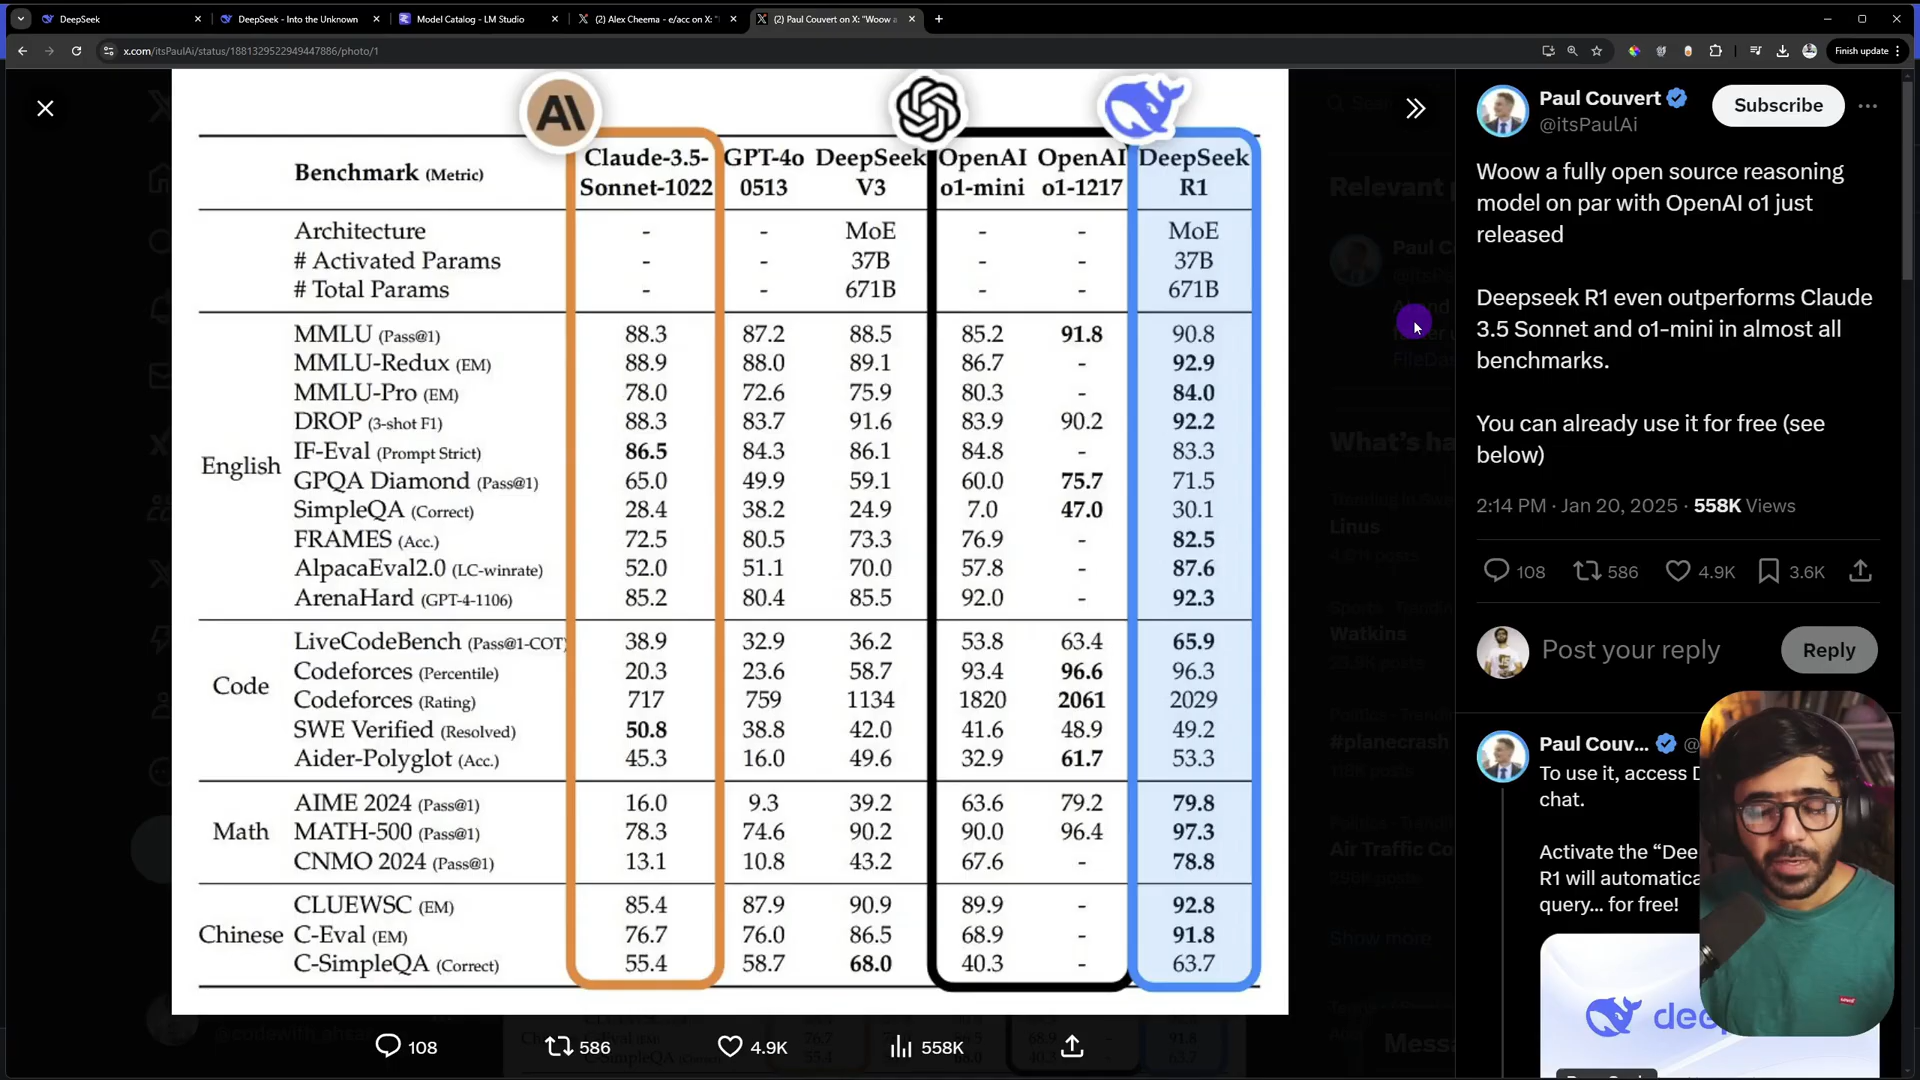 DeepSeek
DeepSeek - Into the Unknown
Model Catalog - LM Studio
(2) Alex Cheema - e/acc on X: "
(2) Paul Couvert on X: "Woow a
x.com/itsPaulAi/status/1881329522949447886/photo/1
Finish update
Benchmark (Metric) Claude-3.5-Sonnet-1022 GPT-4o 0513 DeepSeek V3 OpenAI o1-mini OpenAI o1-1217 DeepSeek R1
Architecture - - MoE - - MoE
# Activated Params - - 37B - - 37B
# Total Params - - 671B - - 671B
English
MMLU (Pass@1) 88.3 87.2 88.5 85.2 91.8 90.8
MMLU-Redux (EM) 88.9 88.0 89.1 86.7 - 92.9
MMLU-Pro (EM) 78.0 72.6 75.9 80.3 - 84.0
DROP (3-shot F1) 88.3 83.7 91.6 83.9 90.2 92.2
IF-Eval (Prompt Strict) 86.5 84.3 86.1 84.8 - 83.3
GPQA Diamond (Pass@1) 65.0 49.9 59.1 60.0 75.7 71.5
SimpleQA (Correct) 28.4 38.2 24.9 7.0 47.0 30.1
FRAMES (Acc.) 72.5 80.5 73.3 76.9 - 82.5
AlpacaEval2.0 (LC-winrate) 52.0 51.1 70.0 57.8 - 87.6
ArenaHard (GPT-4-1106) 85.2 80.4 85.5 92.0 - 92.3
Code
LiveCodeBench (Pass@1-COT) 38.9 32.9 36.2 53.8 63.4 65.9
Codeforces (Percentile) 20.3 23.6 58.7 93.4 96.6 96.3
Codeforces (Rating) 717 759 1134 1820 2061 2029
SWE Verified (Resolved) 50.8 38.8 42.0 41.6 48.9 49.2
Aider-Polyglot (Acc.) 45.3 16.0 49.6 32.9 61.7 53.3
Math
AIME 2024 (Pass@1) 16.0 9.3 39.2 63.6 79.2 79.8
MATH-500 (Pass@1) 78.3 74.6 90.2 90.0 96.4 97.3
CNMO 2024 (Pass@1) 13.1 10.8 43.2 67.6 - 78.8
Chinese
CLUEWSC (EM) 85.4 87.9 90.9 89.9 - 92.8
C-Eval (EM) 76.7 76.0 86.5 68.9 - 91.8
C-SimpleQA (Correct) 55.4 58.7 68.0 40.3 - 63.7
108 586 4.9K 558K
Relevant
Paul Co
What's ha
Linus
Watkins
#planecrash
Air Traffic Co
Show more
Messa
@codewith_ahsan
Paul Couvert
@itsPaulAi
Subscribe
Woow a fully open source reasoning
model on par with OpenAI o1 just
released
Deepseek R1 even outperforms Claude
3.5 Sonnet and o1-mini in almost all
benchmarks.
You can already use it for free (see
below)
2:14 PM · Jan 20, 2025 · 558K Views
108 586 4.9K 3.6K
Post your reply
Reply
Paul Couv... @
To use it, access D
chat.
Activate the "Dee
R1 will automatica
query... for free!
dee